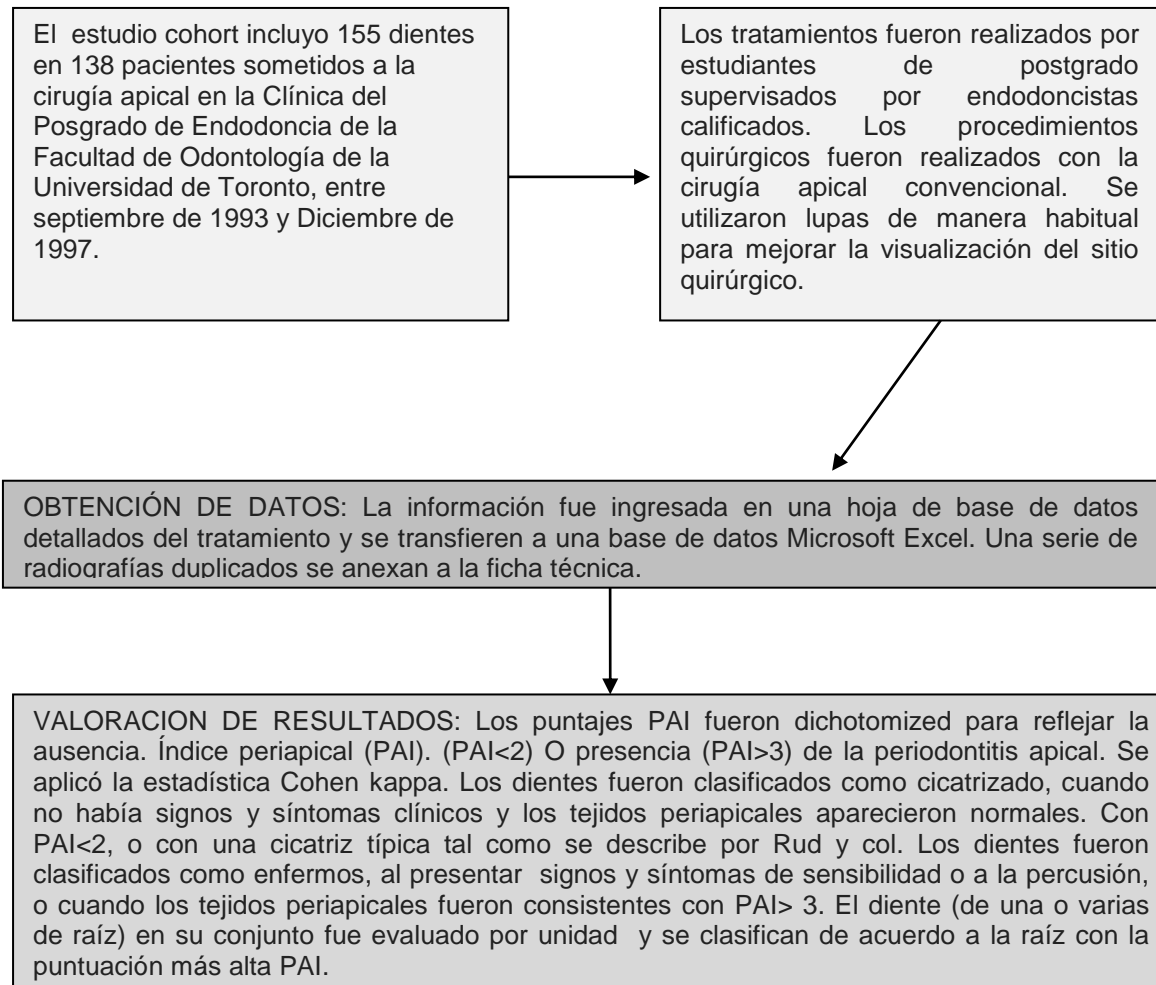 El estudio cohort incluyo 155 dientes
en 138 pacientes sometidos a la
cirugía apical en la Clínica del
Posgrado de Endodoncia de la
Facultad de Odontología de la
Universidad de Toronto, entre
septiembre de 1993 y Diciembre de
1997.
Los tratamientos fueron realizados por
estudiantes de postgrado
supervisados por endodoncistas
calificados. Los procedimientos
quirúrgicos fueron realizados con la
cirugía apical convencional. Se
utilizaron lupas de manera habitual
para mejorar la visualización del sitio
quirúrgico.
OBTENCIÓN DE DATOS: La información fue ingresada en una hoja de base de datos
detallados del tratamiento y se transfieren a una base de datos Microsoft Excel. Una serie de
radiografías duplicados se anexan a la ficha técnica.
VALORACION DE RESULTADOS: Los puntajes PAI fueron dichotomized para reflejar la
ausencia. Índice periapical (PAI). (PAI<2) O presencia (PAI>3) de la periodontitis apical. Se
aplicó la estadística Cohen kappa. Los dientes fueron clasificados como cicatrizado, cuando
no había signos y síntomas clínicos y los tejidos periapicales aparecieron normales. Con
PAI<2, o con una cicatriz típica tal como se describe por Rud y col. Los dientes fueron
clasificados como enfermos, al presentar signos y síntomas de sensibilidad o a la percusión,
o cuando los tejidos periapicales fueron consistentes con PAI> 3. El diente (de una o varias
de raíz) en su conjunto fue evaluado por unidad y se clasifican de acuerdo a la raíz con la
puntuación más alta PAI.